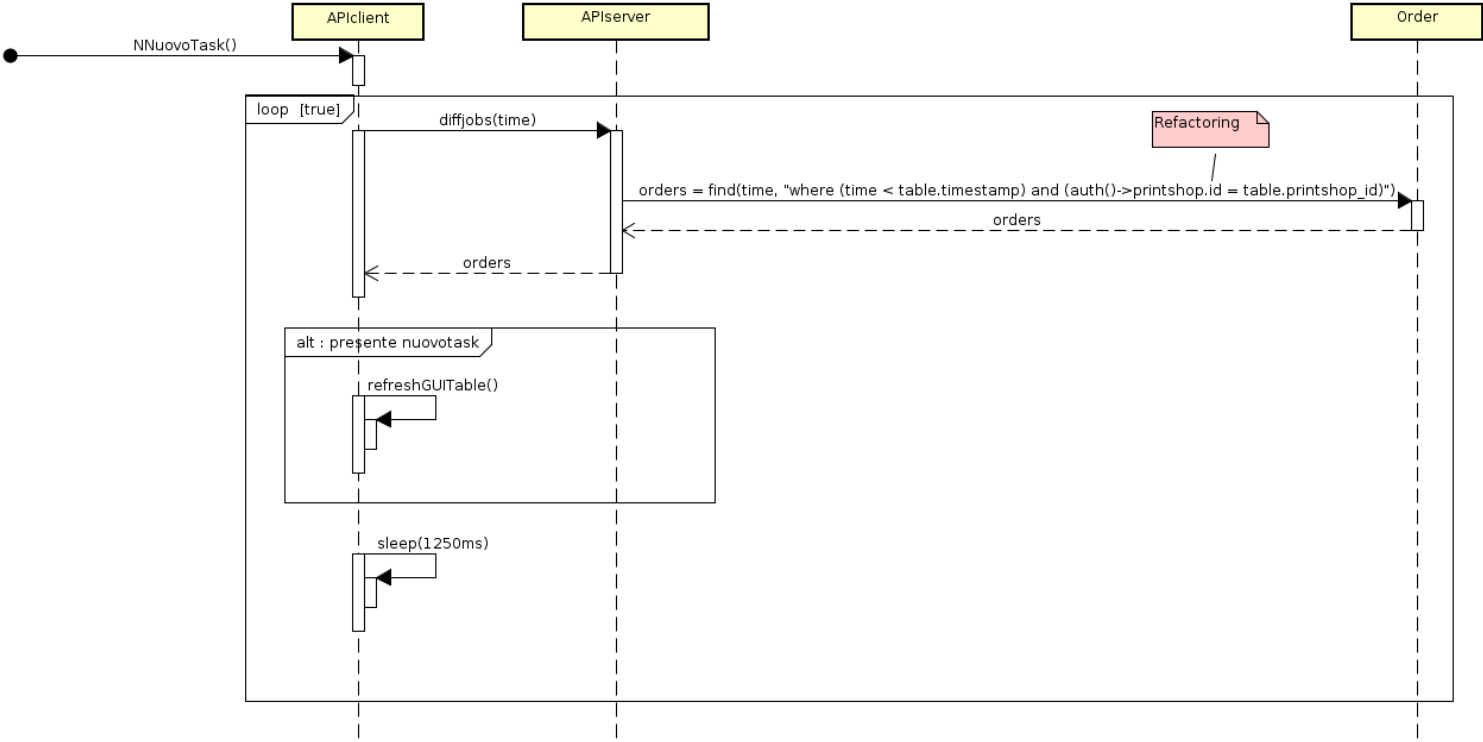 APIclient
APIserver
Order
NNuovoTask()
loop [true]
diffjobs(time)
Refactoring
orders = find(time, "where (time < table.timestamp) and (auth()->printshop.id = table.printshop_id)")
orders
orders
alt : presente nuovotask
refreshGUITable()
sleep(1250ms)